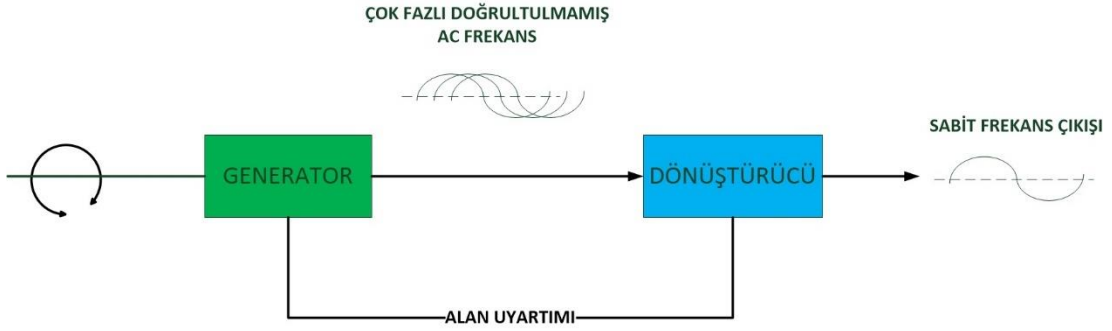 ÇOK FAZLI DOĞRULTULMAMIŞ
AC FREKANS
SABİT FREKANS ÇIKIŞI
GENERATOR
DÖNÜŞTÜRÜCÜ
ALAN UYARTIMI